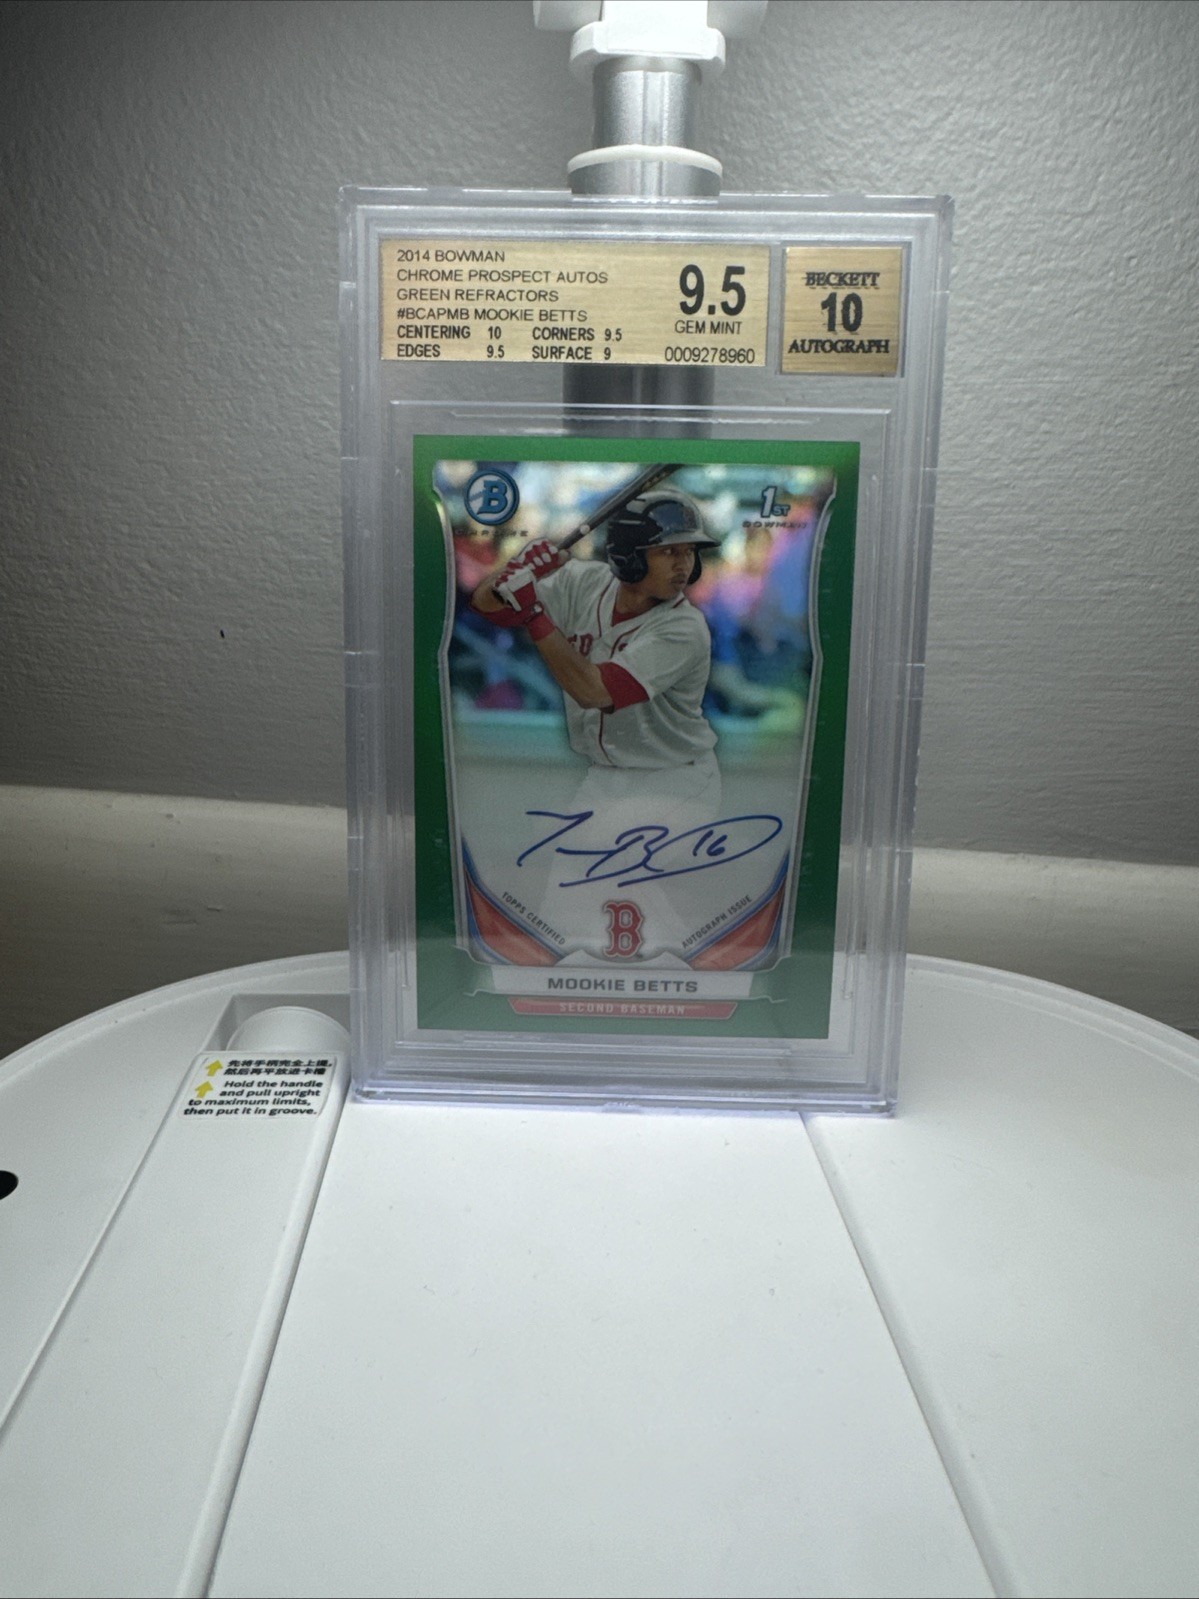 2014 BOWMAN
CHROME PROSPECT AUTOS
GREEN REFRACTORS
#BCAPMB MOOKIE BETTS
CENTERING 10 CORNERS 9.5
EDGES 9.5 SURFACE 9
9.5
GEM MINT
0009278960
BECKETT
10
AUTOGRAPH
B
CHROME
1ST
BOWMAN
16
TOPPS CERTIFIED
AUTOGRAPH ISSUE
B
MOOKIE BETTS
SECOND BASEMAN
先将手柄完全上提，
然后再平放进卡槽
Hold the handle
and pull upright
to maximum limits,
then put it in groove.